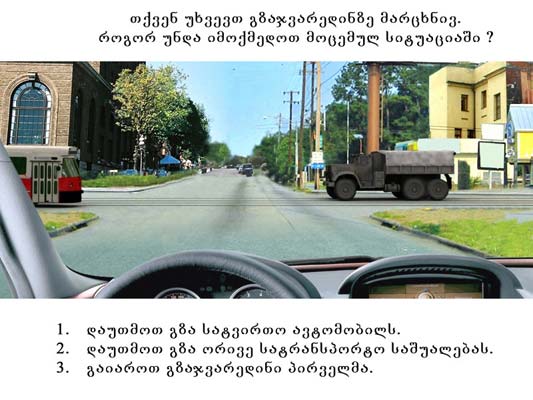 თქვენ უხვევთ გზაჯვარედინზე მარცხნივ.
როგორ უნდა იმოქმედოთ მოცემულ სიტუაციაში ?
1. დაუთმოთ გზა სატვირთო ავტომობილს.
2. დაუთმოთ გზა ორივე სატრანსპორტო საშუალებას.
3. გაიაროთ გზაჯვარედინი პირველმა.